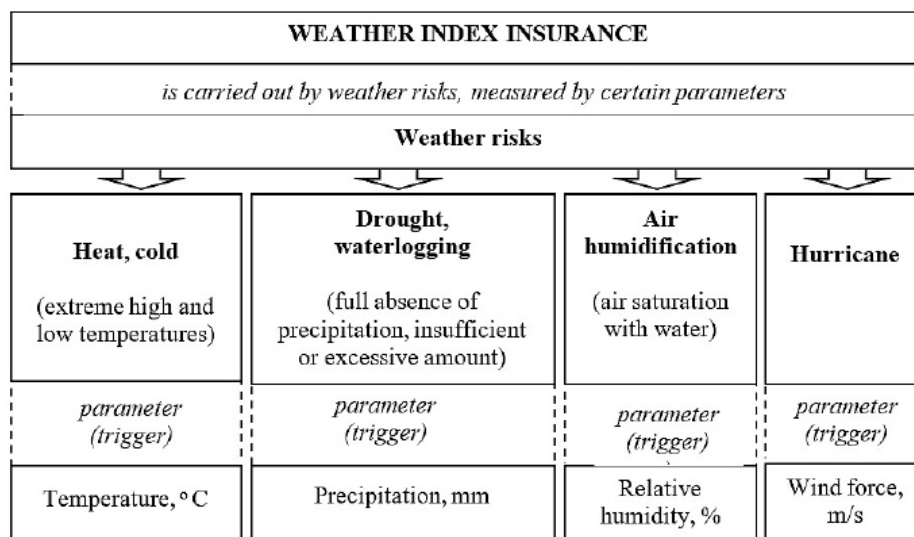 WEATHER INDEX INSURANCE
is carried out by weather risks, measured by certain parameters
Weather risks
Heat, cold
(extreme high and
low temperatures)
Drought,
waterlogging
(full absence of
precipitation, insufficient
or excessive amount)
Air
humidification
(air saturation
with water)
Hurricane
parameter
(trigger)
parameter
(trigger)
parameter
(trigger)
parameter
(trigger)
Temperature, ° C
Precipitation, mm
Relative
humidity, %
Wind force,
m/s